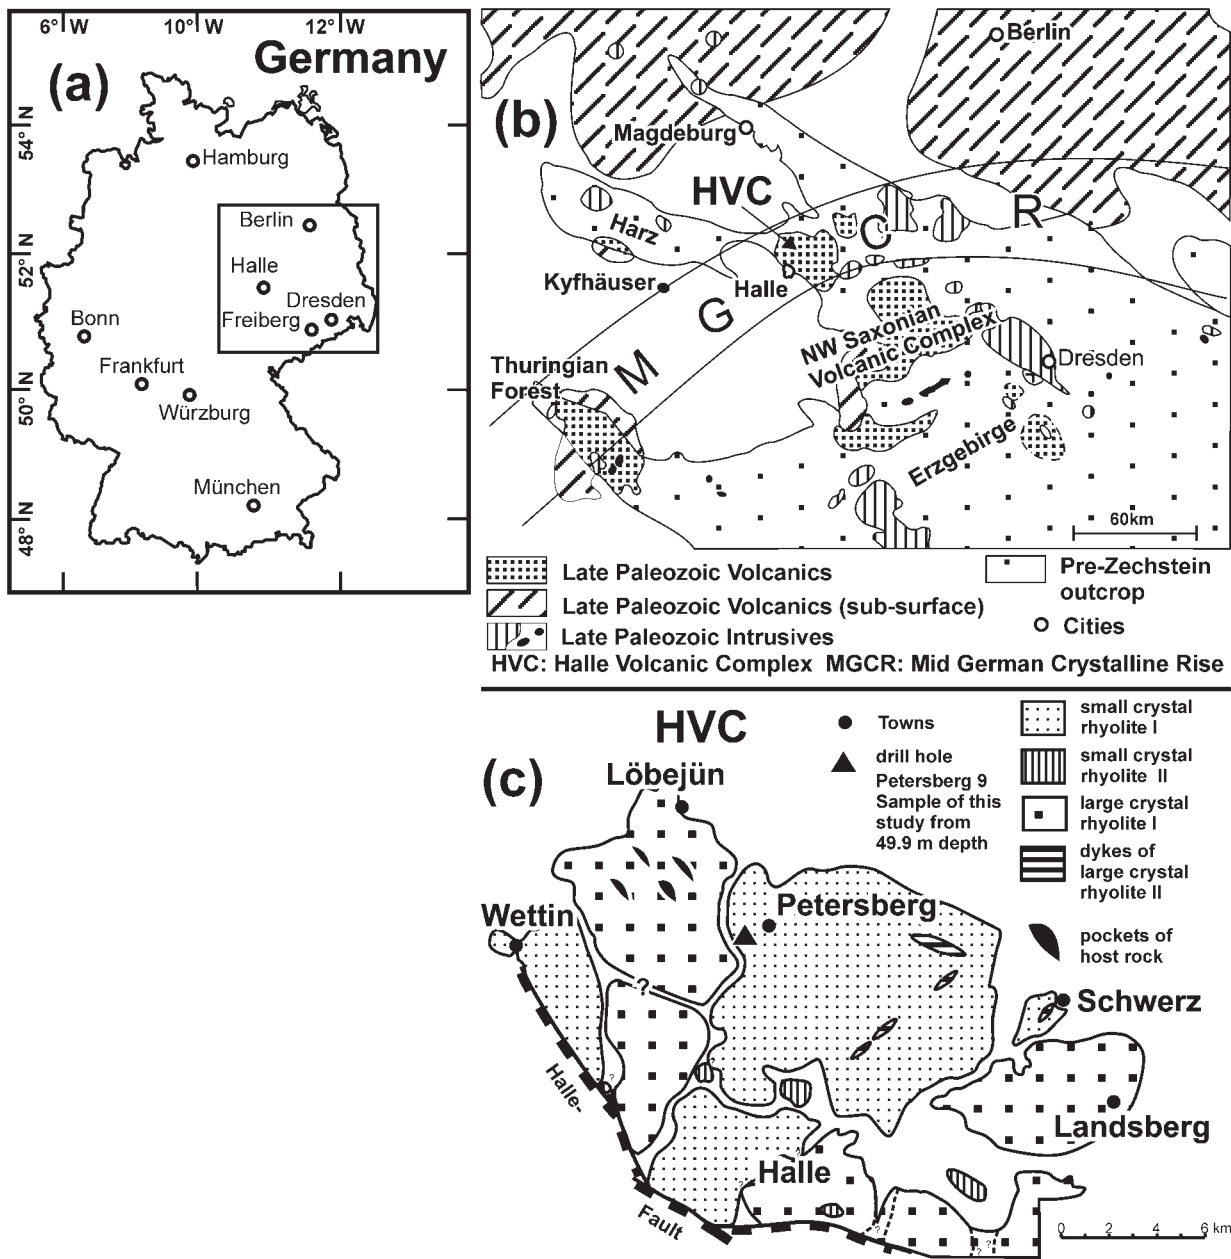 6°W
10°W
12°W
Germany
(a)
54° N
52° N
50° N
48° N
Hamburg
Berlin
Halle
Dresden
Freiberg
Bonn
Frankfurt
Würzburg
München
(b)
Berlin
Magdeburg
HVC
R
C
Harz
Kyfhäuser
Halle
G
M
NW Saxonian
Volcanic Complex
Dresden
Thuringian
Forest
Erzgebirge
60km
Late Paleozoic Volcanics
Late Paleozoic Volcanics (sub-surface)
Late Paleozoic Intrusives
Pre-Zechstein
outcrop
Cities
HVC: Halle Volcanic Complex MGCR: Mid German Crystalline Rise
HVC
(c)
Towns
drill hole
Petersberg 9
Sample of this
study from
49.9 m depth
small crystal
rhyolite I
small crystal
rhyolite II
large crystal
rhyolite I
dykes of
large crystal
rhyolite II
pockets of
host rock
Löbejün
Wettin
Petersberg
?
Schwerz
Landsberg
Halle-
Fault
Halle
?
?
?
?
?
?
?
0 2 4 6 km